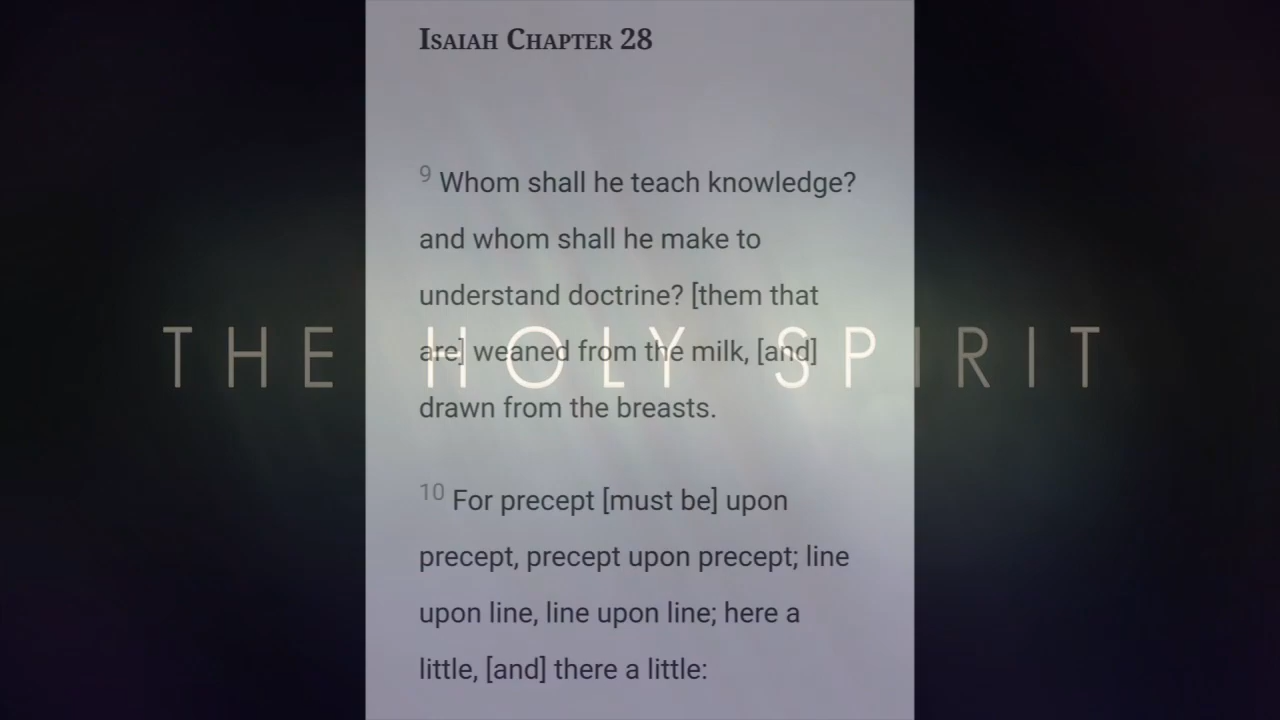 Isaiah Chapter 28
9 Whom shall he teach knowledge?
and whom shall he make to
understand doctrine? [them that
are] weaned from the milk, [and]
THE HOLY SPIRIT
drawn from the breasts.
10 For precept [must be] upon
precept, precept upon precept; line
upon line, line upon line; here a
little, [and] there a little: